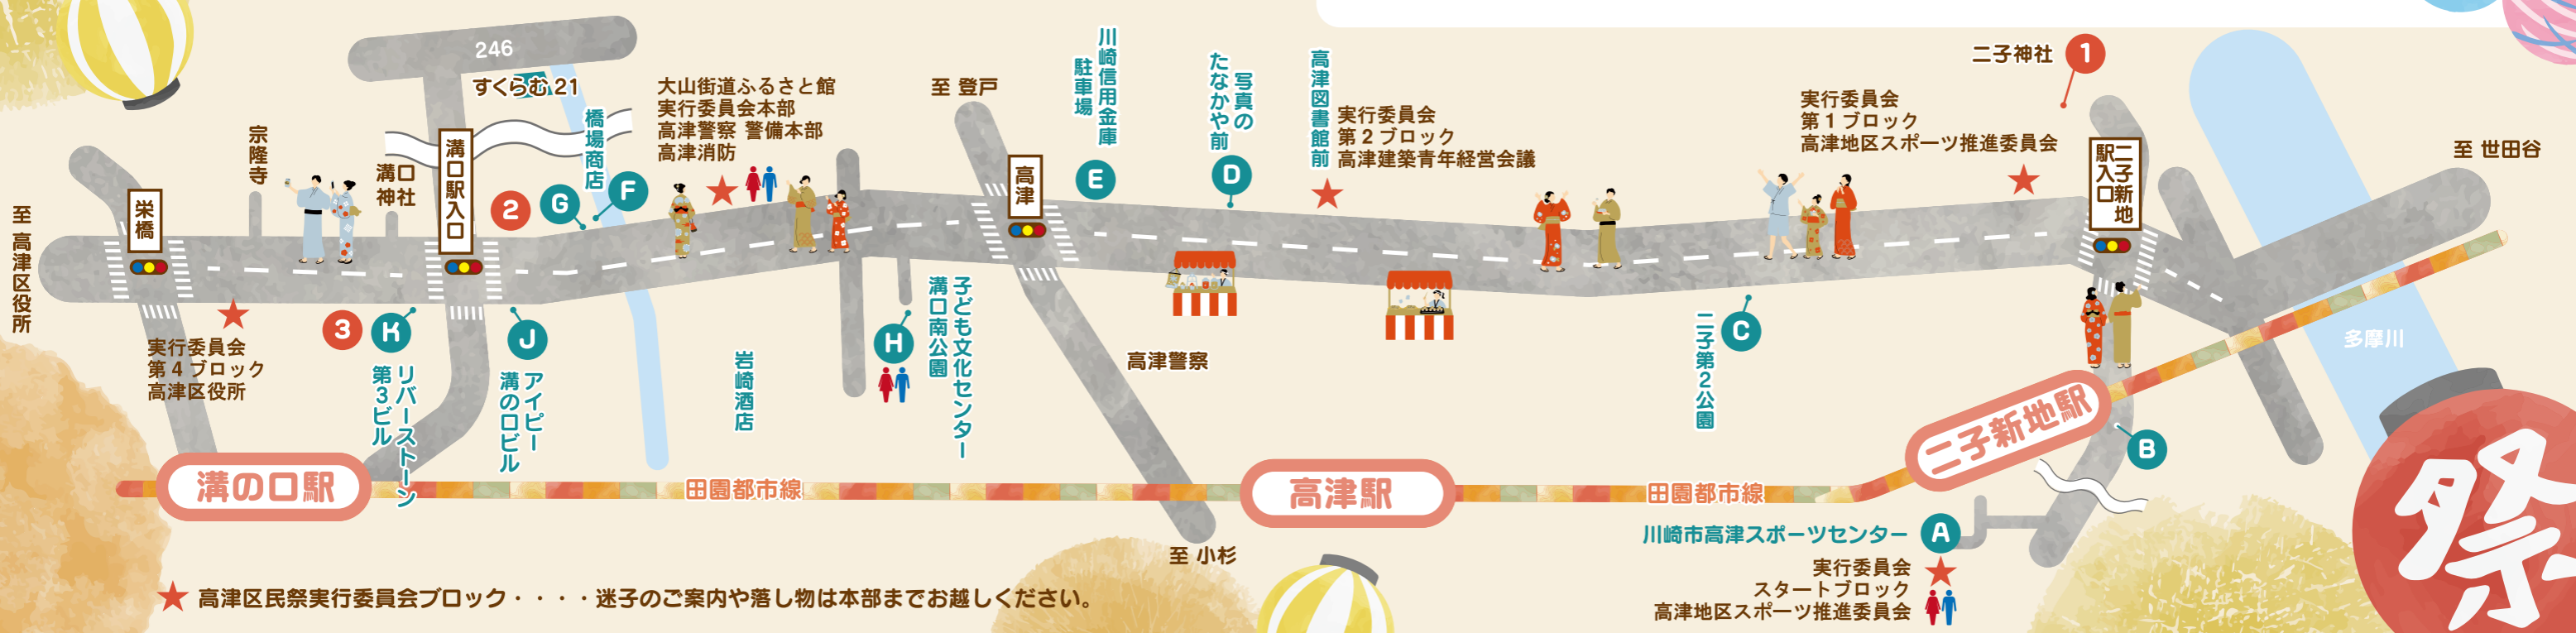 246
すくらむ21
橋場商店
大山街道ふるさと館
実行委員会本部
高津警察 警備本部
高津消防
至 登戸
川崎信用金庫
駐車場
写真の
たなかや前
高津図書館前
実行委員会
第2ブロック
高津建築青年経営会議
実行委員会
第1ブロック
高津地区スポーツ推進委員会
二子神社
1
至 世田谷
至 高津区役所
栄橋
宗隆寺
溝口
神社
溝口駅入口
2
G
F
高津
E
D
二子新地
駅入口
実行委員会
第4ブロック
高津区役所
3
K
リバーストーン
第3ビル
J
アイピー
溝のロビル
岩崎酒店
H
子ども文化センター
溝口南公園
高津警察
二子第2公園
C
多摩川
B
溝の口駅
田園都市線
高津駅
田園都市線
二子新地駅
至 小杉
川崎市高津スポーツセンター
A
実行委員会
スタートブロック
高津地区スポーツ推進委員会
★ 高津区民祭実行委員会ブロック・・・・迷子のご案内や落し物は本部までお越しください。
祭